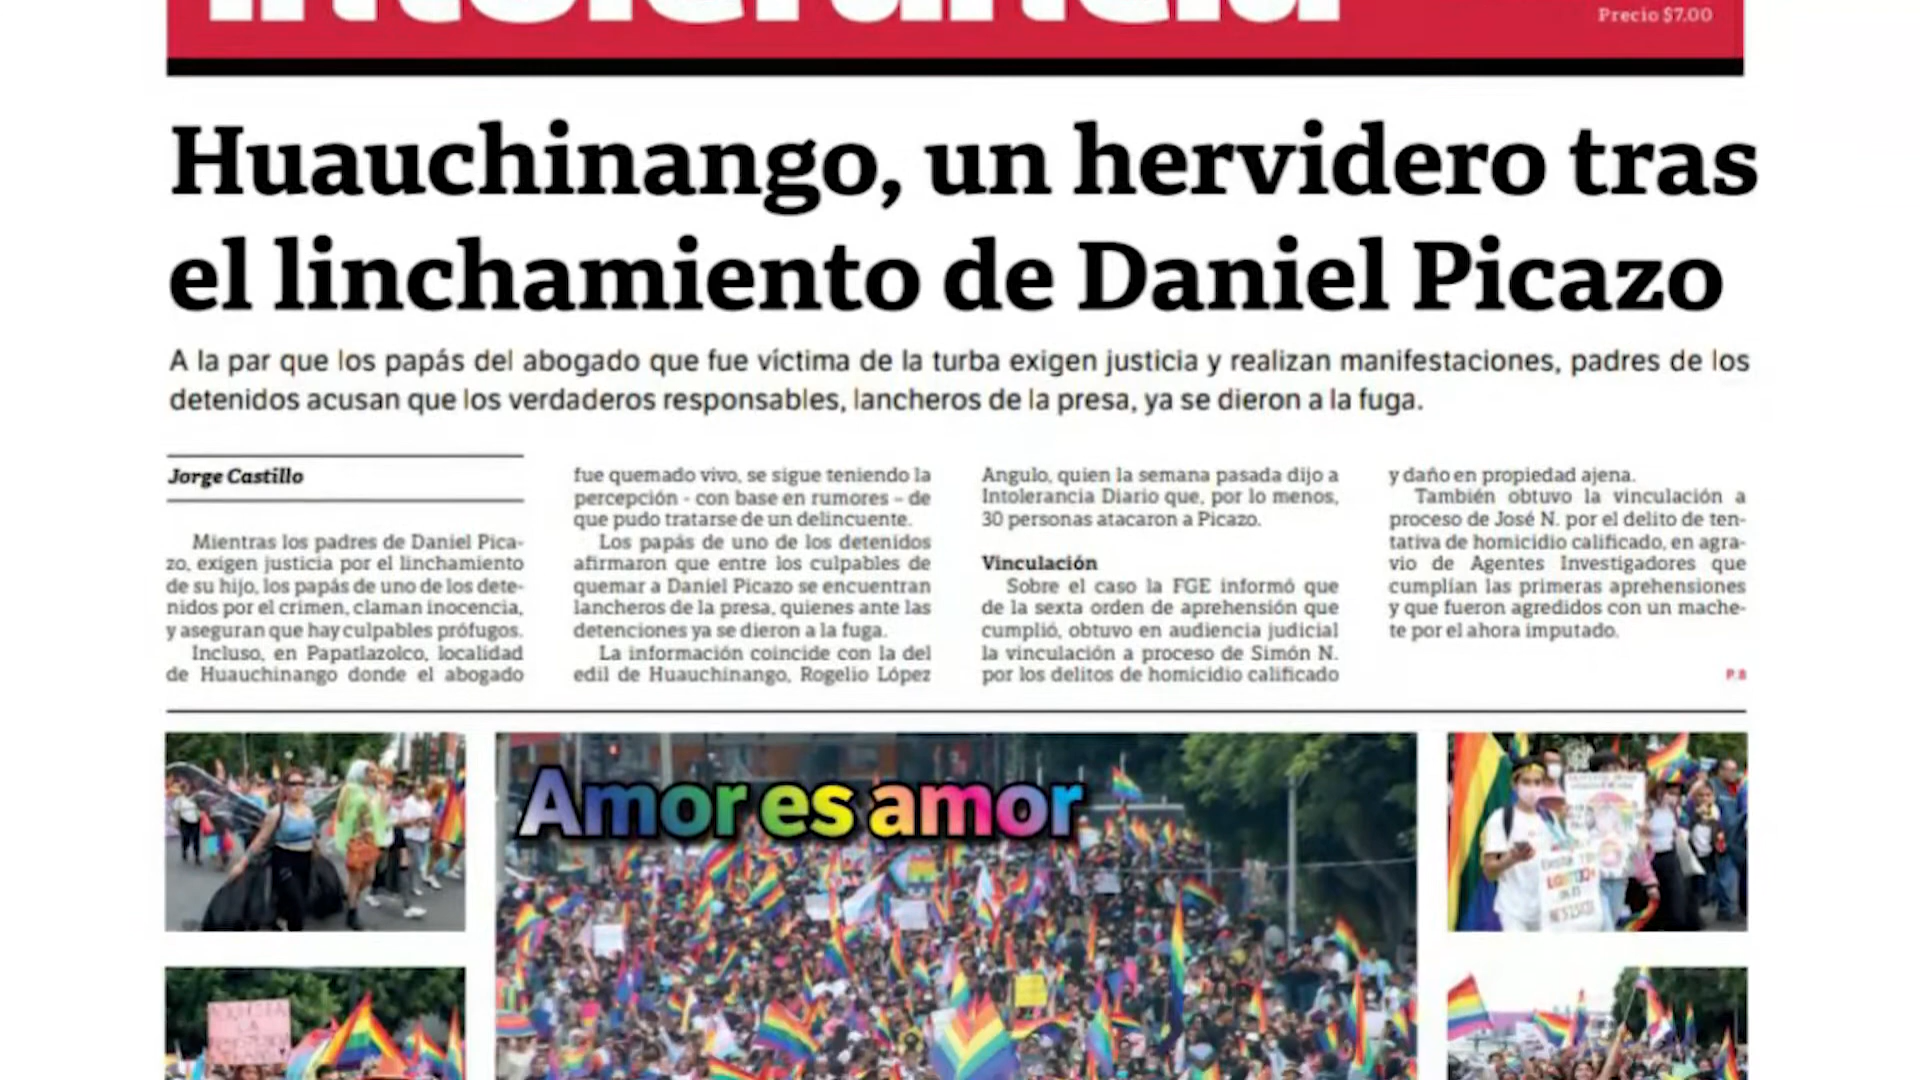 Intolerancia
Precio $7.00
Huauchinango, un hervidero tras
el linchamiento de Daniel Picazo
A la par que los papás del abogado que fue víctima de la turba exigen justicia y realizan manifestaciones, padres de los
detenidos acusan que los verdaderos responsables, lancheros de la presa, ya se dieron a la fuga.
Jorge Castillo
Mientras los padres de Daniel Pica-
zo, exigen justicia por el linchamiento
de su hijo, los papás de uno de los dete-
nidos por el crimen, claman inocencia,
y aseguran que hay culpables prófugos.
Incluso, en Papatlazolco, localidad
de Huauchinango donde el abogado
fue quemado vivo, se sigue teniendo la
percepción - con base en rumores – de
que pudo tratarse de un delincuente.
Los papás de uno de los detenidos
afirmaron que entre los culpables de
quemar a Daniel Picazo se encuentran
lancheros de la presa, quienes ante las
detenciones ya se dieron a la fuga.
La información coincide con la del
edil de Huauchinango, Rogelio López
Angulo, quien la semana pasada dijo a
Intolerancia Diario que, por lo menos,
30 personas atacaron a Picazo.
Vinculación
Sobre el caso la FGE informó que
de la sexta orden de aprehensión que
cumplió, obtuvo en audiencia judicial
la vinculación a proceso de Simón N.
por los delitos de homicidio calificado
y daño en propiedad ajena.
También obtuvo la vinculación a
proceso de José N. por el delito de ten-
tativa de homicidio calificado, en agra-
vio de Agentes Investigadores que
cumplían las primeras aprehensiones
y que fueron agredidos con un mache-
te por el ahora imputado.
P.8
Amor es amor